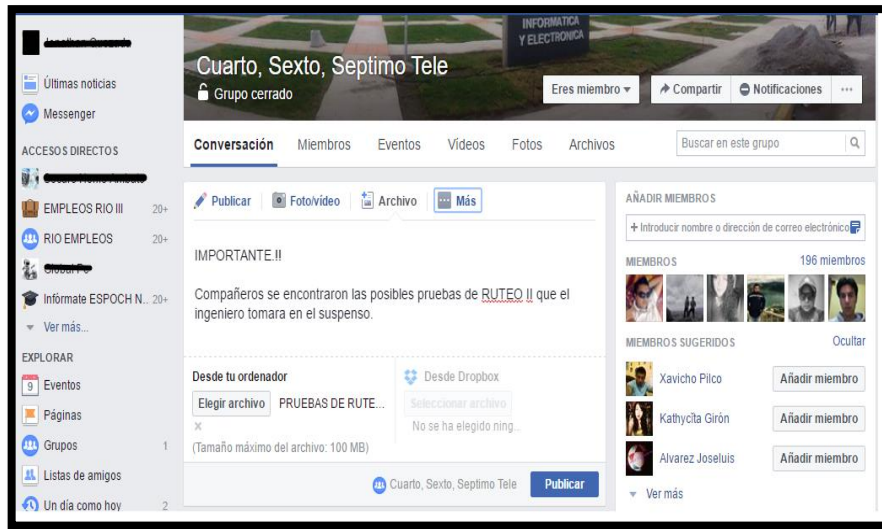 INFORMATICA
Y ELECTRONICA
Cuarto, Sexto, Septimo Tele
Grupo cerrado
Eres miembro
Compartir
Notificaciones
Últimas noticias
Messenger
ACCESOS DIRECTOS
EMPLEOS RIO III 20+
RIO EMPLEOS 20+
Infórmate ESPOCH N.. 20+
Ver más...
EXPLORAR
9 Eventos
Páginas
Grupos 1
Listas de amigos
Un día como hoy 2
Conversación Miembros Eventos Vídeos Fotos Archivos
Buscar en este grupo
Publicar Foto/vídeo Archivo Más
IMPORTANTE.!!
Compañeros se encontraron las posibles pruebas de RUTEO II que el
ingeniero tomara en el suspenso.
Desde tu ordenador
Elegir archivo PRUEBAS DE RUTE...
(Tamaño máximo del archivo: 100 MB)
Desde Dropbox
Seleccionar archivo
No se ha elegido ning...
Cuarto, Sexto, Septimo Tele Publicar
AÑADIR MIEMBROS
+ Introducir nombre o dirección de correo electrónico
MIEMBROS 196 miembros
MIEMBROS SUGERIDOS Ocultar
Xavicho Pilco Añadir miembro
Kathycîta Girón Añadir miembro
Alvarez Joseluis Añadir miembro
Ver más